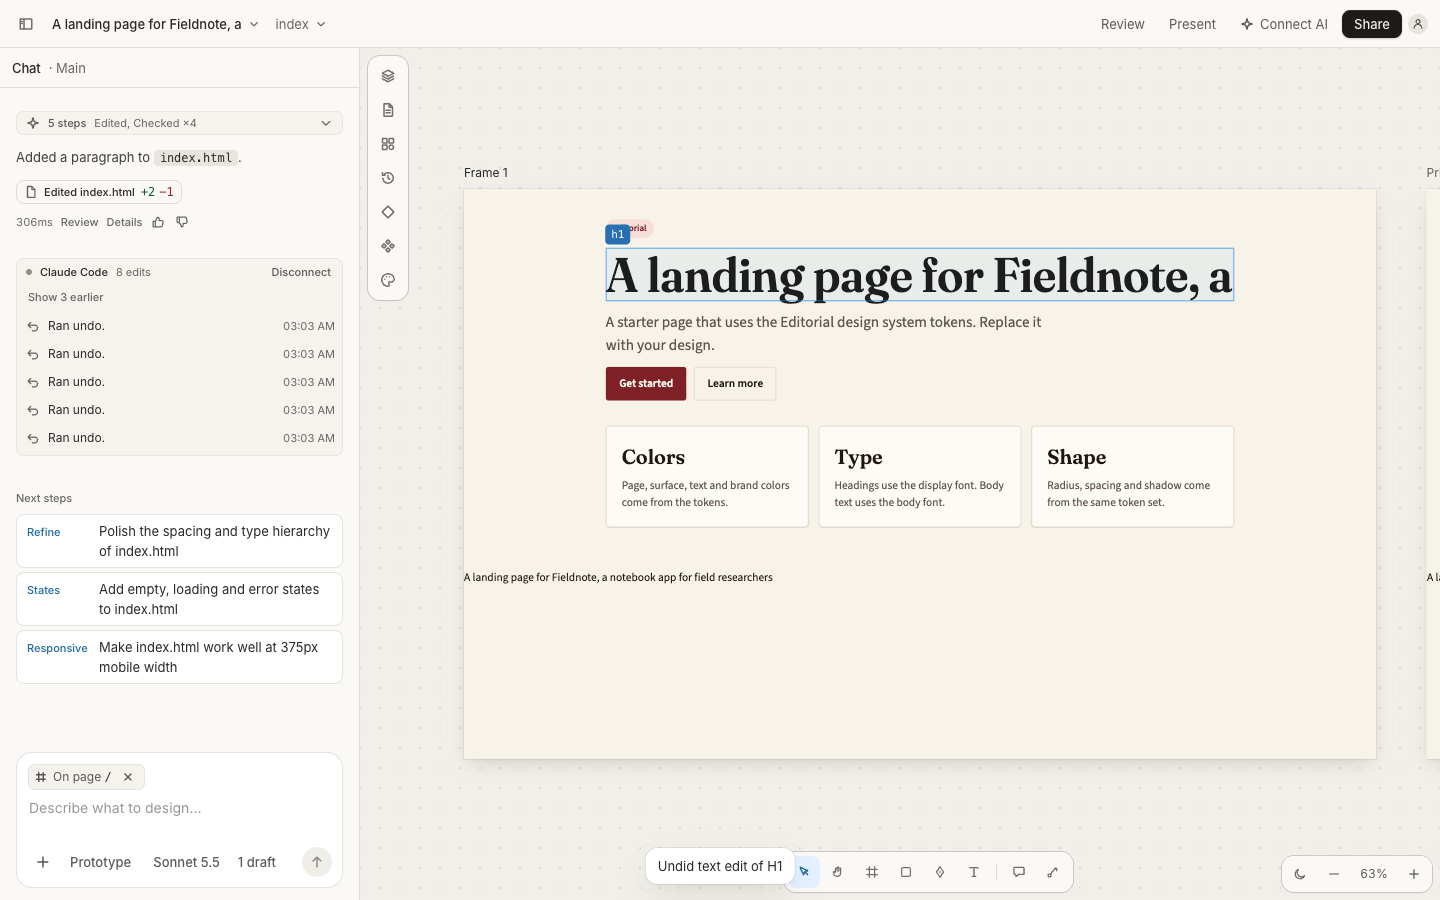 A landing page for Fieldnote, a
index
Review
Present
Connect AI
Share
Chat · Main
5 steps Edited, Checked ×4
Added a paragraph to index.html.
Edited index.html +2 −1
306ms Review Details
Claude Code 8 edits Disconnect
Show 3 earlier
Ran undo. 03:03 AM
Ran undo. 03:03 AM
Ran undo. 03:03 AM
Ran undo. 03:03 AM
Ran undo. 03:03 AM
Next steps
Refine Polish the spacing and type hierarchy
of index.html
States Add empty, loading and error states
to index.html
Responsive Make index.html work well at 375px
mobile width
On page /
Describe what to design...
Prototype Sonnet 5.5 1 draft
Frame 1
h1
A landing page for Fieldnote, a
A starter page that uses the Editorial design system tokens. Replace it
with your design.
Get started Learn more
Colors
Page, surface, text and brand colors
come from the tokens.
Type
Headings use the display font. Body
text uses the body font.
Shape
Radius, spacing and shadow come
from the same token set.
A landing page for Fieldnote, a notebook app for field researchers
Undid text edit of H1
63%